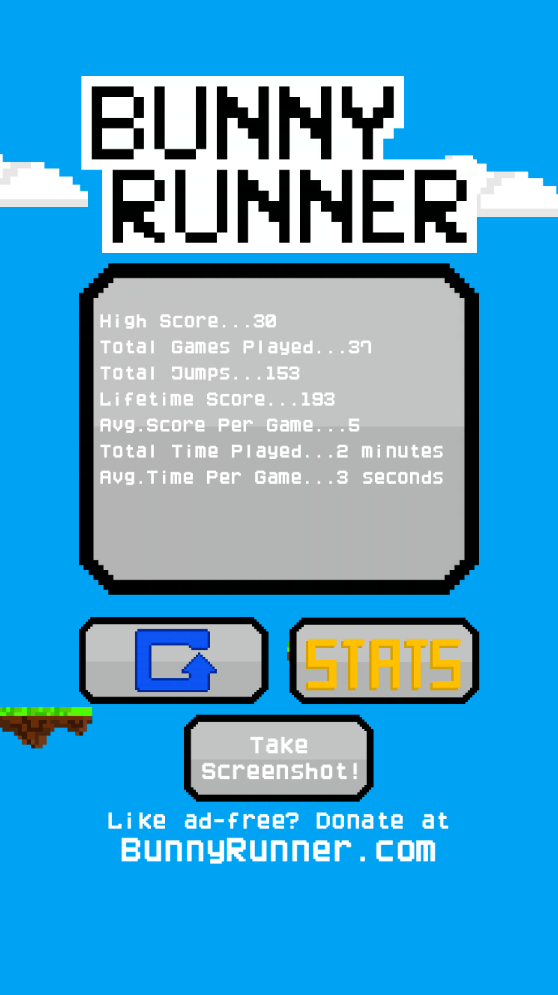 BUNNY
RUNNER
High Score...30
Total Games Played...37
Total Jumps...153
Lifetime Score...193
Avg.Score Per Game...5
Total Time Played...2 minutes
Avg.Time Per Game...3 seconds
STATS
Take
Screenshot!
Like ad-free? Donate at
BunnyRunner.com